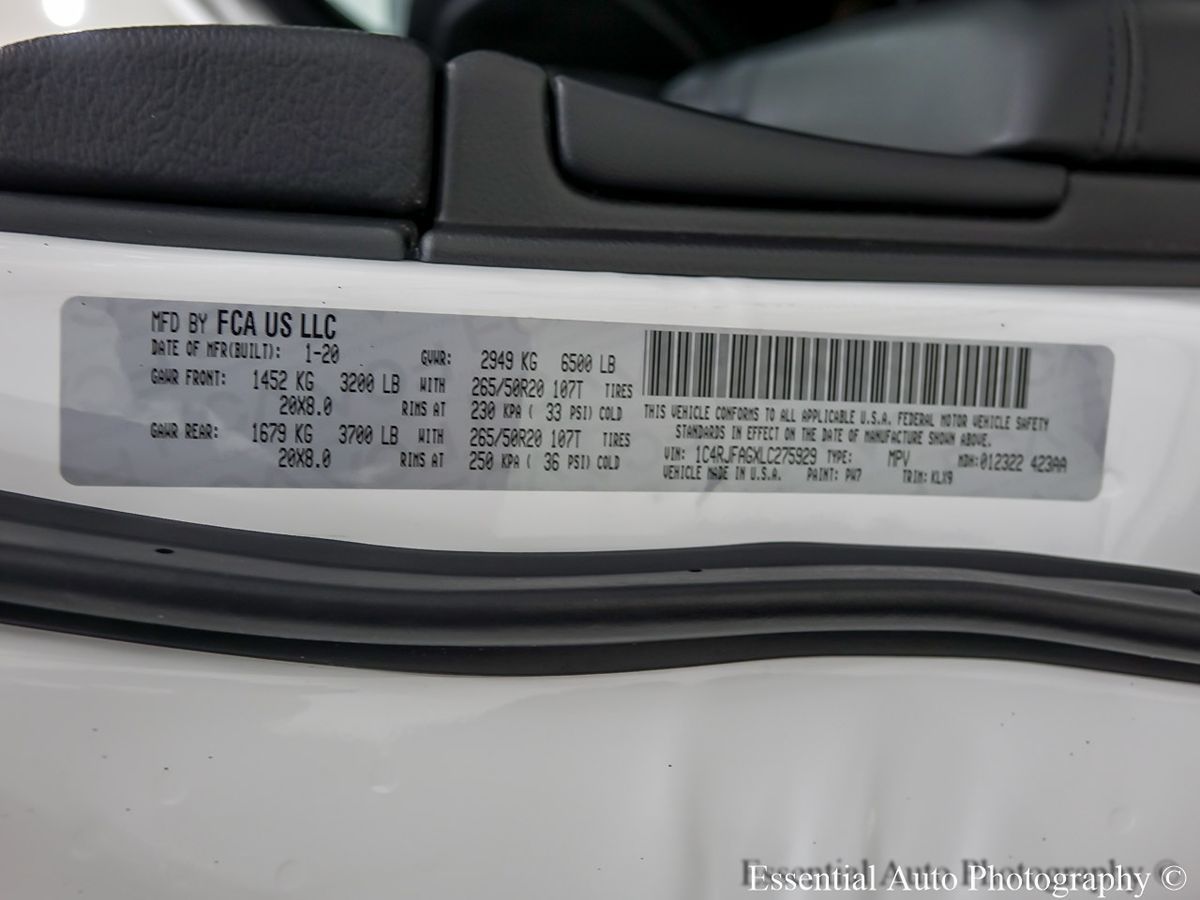 MFD BY FCA US LLC
DATE OF MFR(BUILT): 1-20 GVWR: 2949 KG 6500 LB
GAWR FRONT: 1452 KG 3200 LB WITH 265/50R20 107T TIRES
20X8.0 RIMS AT 230 KPA ( 33 PSI) COLD
GAWR REAR: 1679 KG 3700 LB WITH 265/50R20 107T TIRES
20X8.0 RIMS AT 250 KPA ( 36 PSI) COLD
THIS VEHICLE CONFORMS TO ALL APPLICABLE U.S.A. FEDERAL MOTOR VEHICLE SAFETY
STANDARDS IN EFFECT ON THE DATE OF MANUFACTURE SHOWN ABOVE.
VIN: 1C4RJFAGXLC275929 TYPE: MPV MDH:012322 423AA
VEHICLE MADE IN U.S.A. PAINT: PW7 TRIM: KLX9
Essential Auto Photography ©